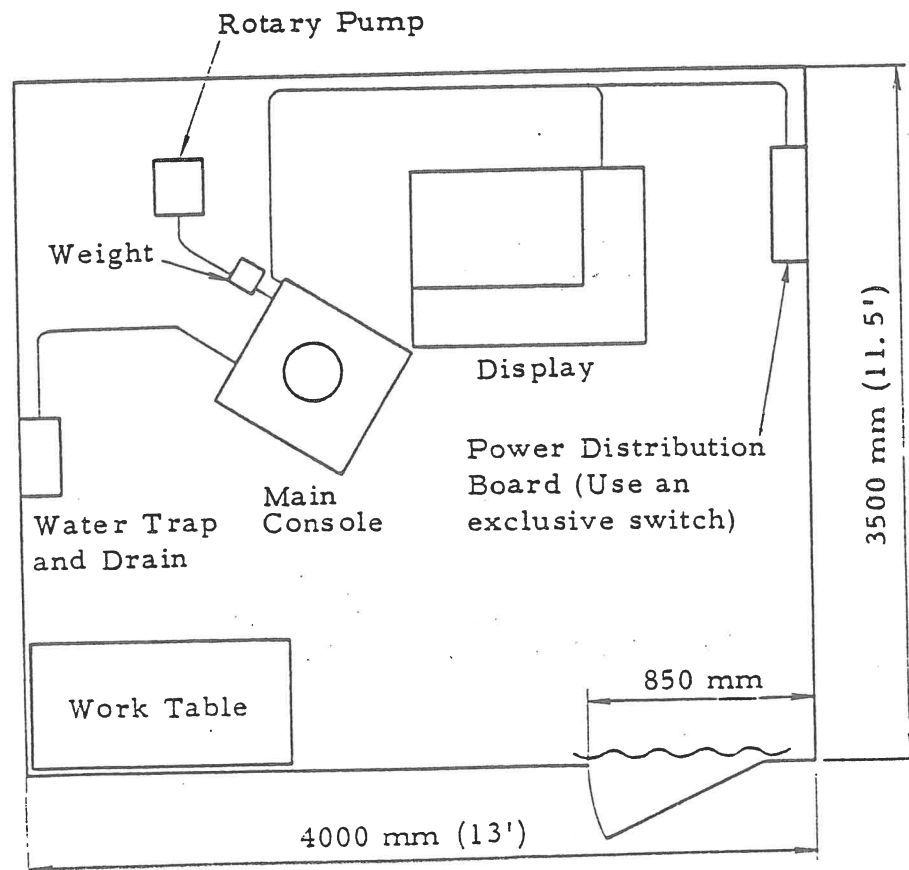 Rotary Pump
Weight
Display
Power Distribution
Board (Use an
exclusive switch)
Main
Console
Water Trap
and Drain
3500 mm (11. 5')
Work Table
850 mm
4000 mm (13')